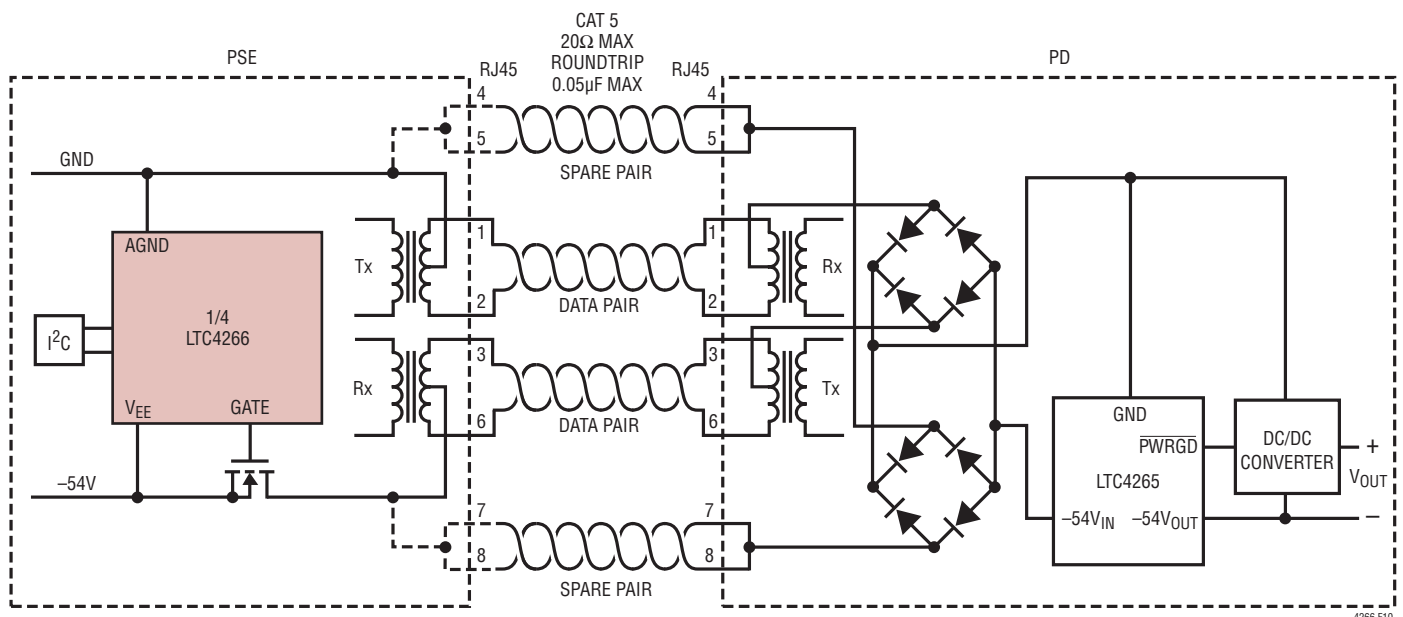 CAT 5
20Ω MAX
ROUNDTRIP
0.05µF MAX
PSE
RJ45
RJ45
PD
4
5
4
5
SPARE PAIR
GND
AGND
1/4
LTC4266
I²C
VEE
GATE
–54V
Tx
Rx
1
2
1
2
DATA PAIR
3
6
3
6
DATA PAIR
Rx
Tx
7
8
7
8
SPARE PAIR
GND
PWRGD
LTC4265
–54VIN
–54VOUT
DC/DC
CONVERTER
+
VOUT
–
4266 F10